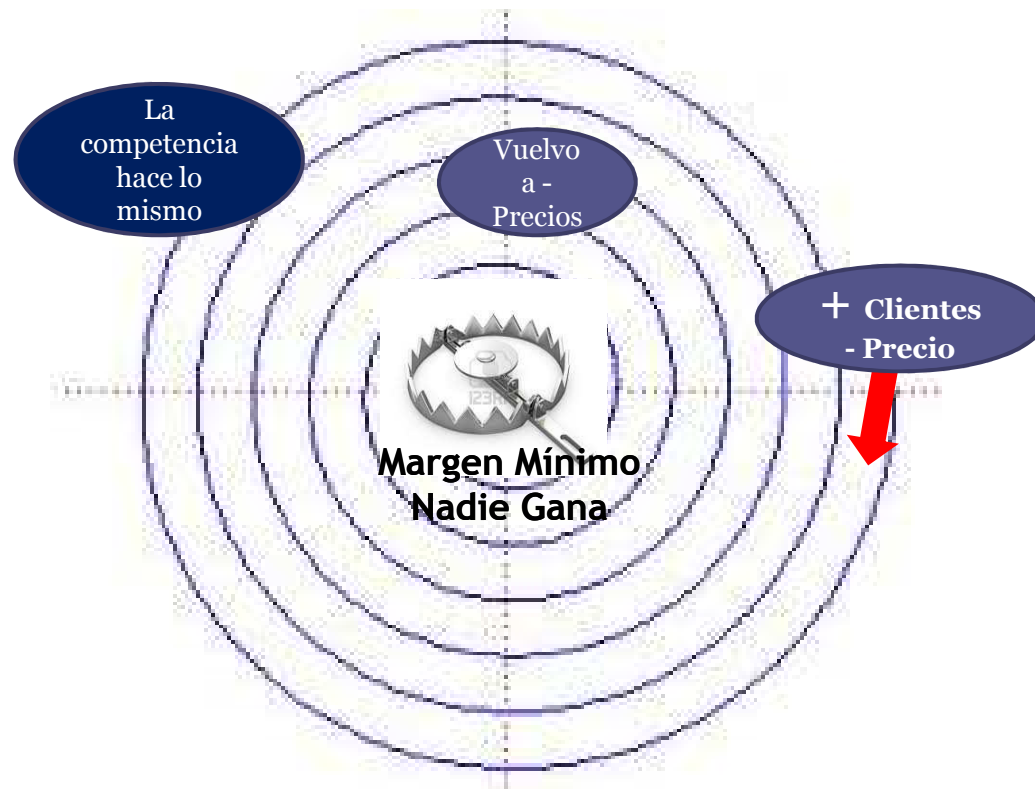 La
competencia
hace lo
mismo
Vuelvo
a -
Precios
+ Clientes
- Precio
Margen Mínimo
Nadie Gana